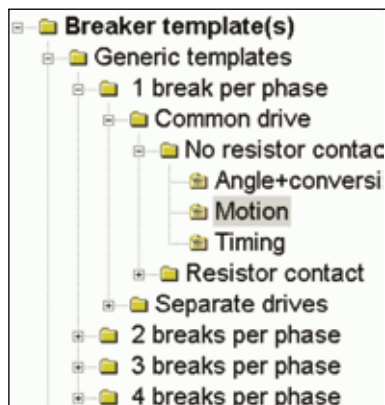 Breaker template(s)
Generic templates
1 break per phase
Common drive
No resistor contac
Angle+conversi
Motion
Timing
Resistor contact
Separate drives
2 breaks per phase
3 breaks per phase
4 breaks per phase